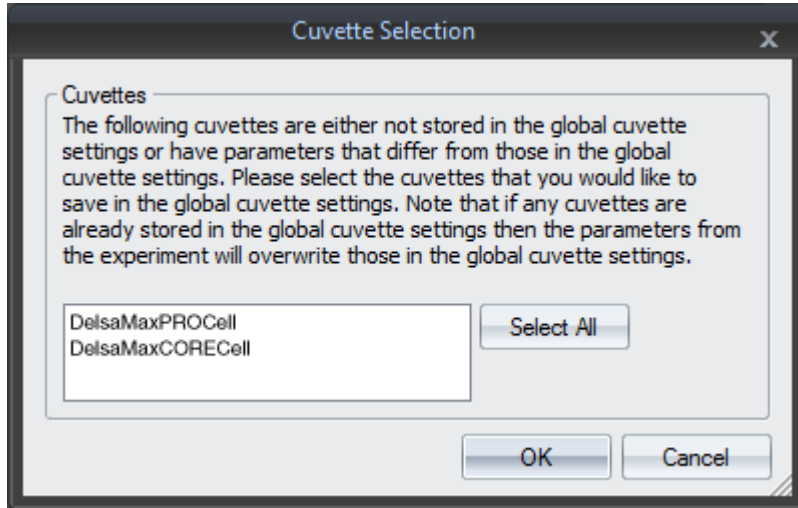 Cuvette Selection
x
Cuvettes
The following cuvettes are either not stored in the global cuvette
settings or have parameters that differ from those in the global
cuvette settings. Please select the cuvettes that you would like to
save in the global cuvette settings. Note that if any cuvettes are
already stored in the global cuvette settings then the parameters from
the experiment will overwrite those in the global cuvette settings.
DelsaMaxPROCell
DelsaMaxCORECell
Select All
OK
Cancel